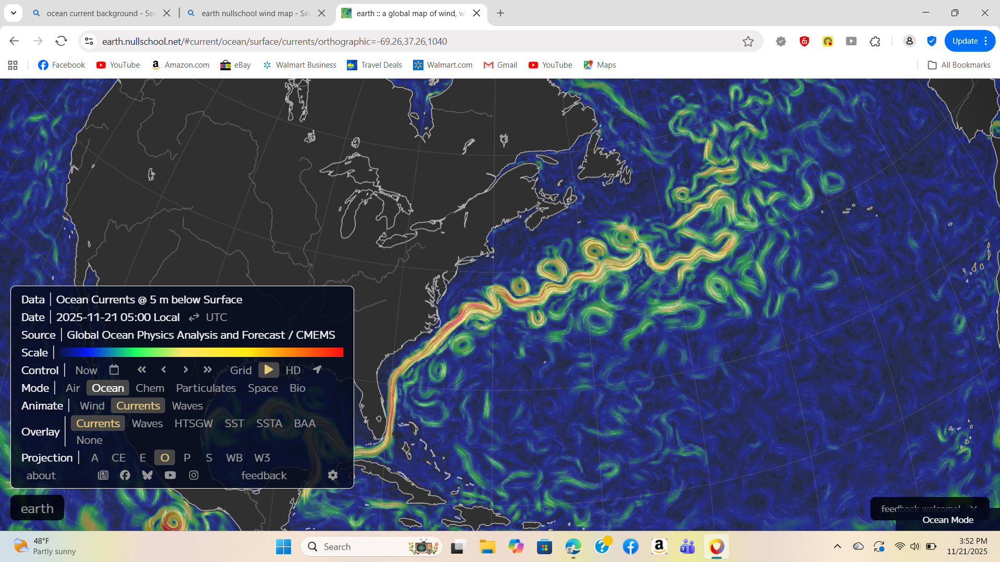 ocean current background - Sea
earth nullschool wind map - Sea
earth :: a global map of wind, w
earth.nullschool.net/#current/ocean/surface/currents/orthographic=-69.26,37.26,1040
Update
Facebook
YouTube
Amazon.com
eBay
Walmart Business
Travel Deals
Walmart.com
Gmail
YouTube
Maps
All Bookmarks
Data | Ocean Currents @ 5 m below Surface
Date | 2025-11-21 05:00 Local ⇄ UTC
Source | Global Ocean Physics Analysis and Forecast / CMEMS
Scale
Control | Now « ‹ › » Grid HD
Mode | Air Ocean Chem Particulates Space Bio
Animate | Wind Currents Waves
Overlay | Currents Waves HTSGW SST SSTA BAA
None
Projection | A CE E O P S WB W3
about feedback
earth
feedback welcome!
Ocean Mode
48°F
Partly sunny
Search
3:52 PM
11/21/2025